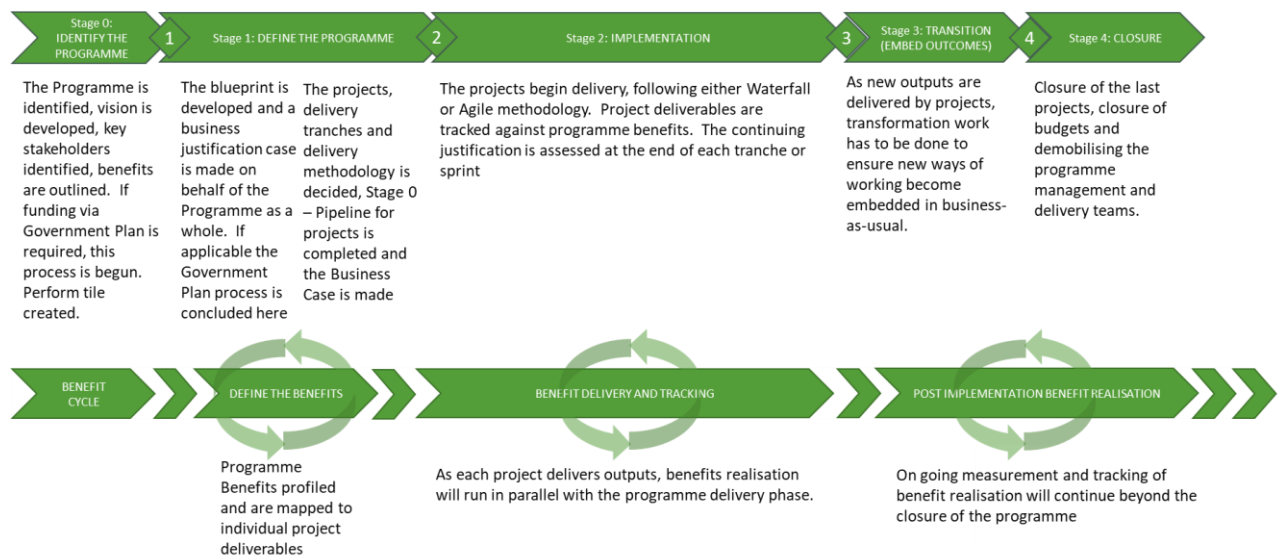 Stage 0:
IDENTIFY THE
PROGRAMME
1
Stage 1: DEFINE THE PROGRAMME
2
Stage 2: IMPLEMENTATION
3
Stage 3: TRANSITION
(EMBED OUTCOMES)
4
Stage 4: CLOSURE
The Programme is
identified, vision is
developed, key
stakeholders
identified, benefits
are outlined. If
funding via
Government Plan is
required, this
process is begun.
Perform tile
created.
The blueprint is
developed and a
business
justification case
is made on
behalf of the
Programme as a
whole. If
applicable the
Government
Plan process is
concluded here
The projects,
delivery
tranches and
delivery
methodology is
decided, Stage 0
– Pipeline for
projects is
completed and
the Business
Case is made
The projects begin delivery, following either Waterfall
or Agile methodology. Project deliverables are
tracked against programme benefits. The continuing
justification is assessed at the end of each tranche or
sprint
As new outputs are
delivered by projects,
transformation work
has to be done to
ensure new ways of
working become
embedded in business-
as-usual.
Closure of the last
projects, closure of
budgets and
demobilising the
programme
management and
delivery teams.
BENEFIT
CYCLE
DEFINE THE BENEFITS
BENEFIT DELIVERY AND TRACKING
POST IMPLEMENTATION BENEFIT REALISATION
Programme
Benefits profiled
and are mapped to
individual project
deliverables
As each project delivers outputs, benefits realisation
will run in parallel with the programme delivery phase.
On going measurement and tracking of
benefit realisation will continue beyond the
closure of the programme